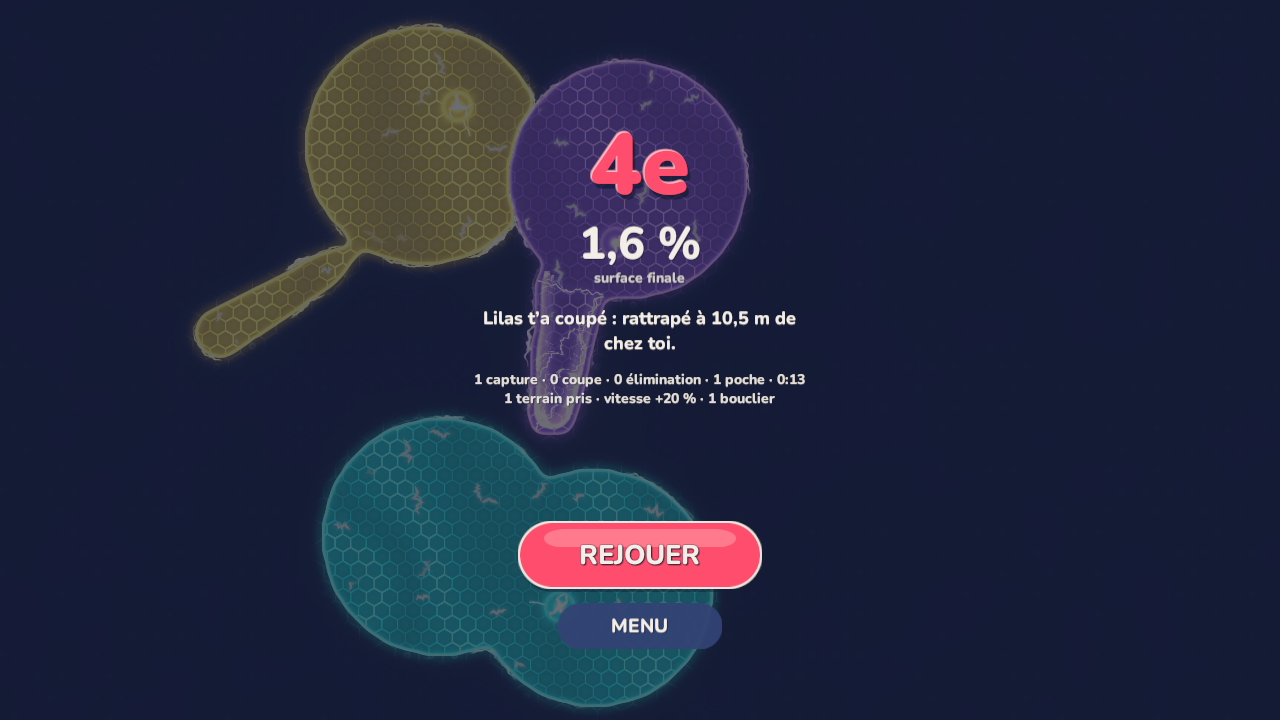 4e
1,6 %
surface finale
Lilas t’a coupé : rattrapé à 10,5 m de
chez toi.
1 capture · 0 coupe · 0 élimination · 1 poche · 0:13
1 terrain pris · vitesse +20 % · 1 bouclier
REJOUER
MENU